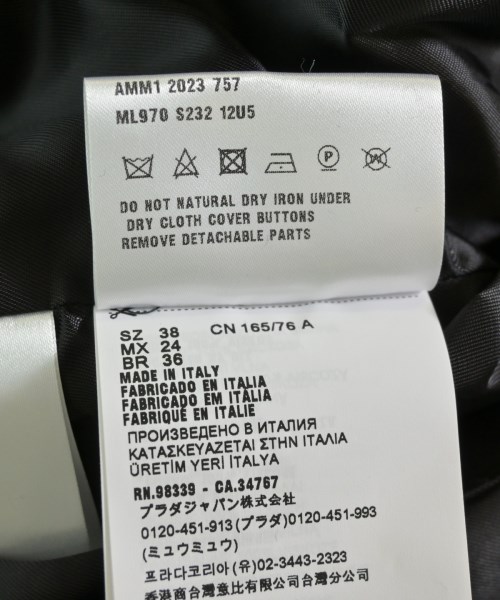 AMM1 2023 757
ML970 S232 12U5
P
W
DO NOT NATURAL DRY IRON UNDER
DRY CLOTH COVER BUTTONS
REMOVE DETACHABLE PARTS
SZ 38 CN 165/76 A
MX 24
BR 36
MADE IN ITALY
FABRICADO EN ITALIA
FABRICADO EM ITÁLIA
FABRIQUÉ EN ITALIE
ПРОИЗВЕДЕНО В ИТАЛИЯ
ΚΑΤΑΣΚΕΥΑΖΕΤΑΙ ΣΤΗΝ ΙΤΑΛΙΑ
ÜRETİM YERİ İTALYA
RN.98339 - CA.34767
プラダジャパン株式会社
0120-451-913(プラダ)0120-451-993
(ミュウミュウ)
프라다코리아(유) 02-3443-2323
香港商台灣意比有限公司台灣分公司